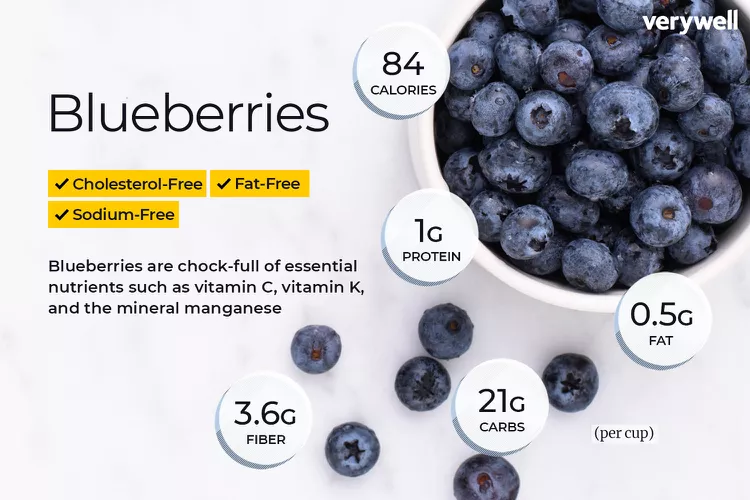 verywell
84
CALORIES
Blueberries
Cholesterol-Free
Fat-Free
Sodium-Free
1G
PROTEIN
Blueberries are chock-full of essential
nutrients such as vitamin C, vitamin K,
and the mineral manganese
0.5G
FAT
3.6G
FIBER
21G
CARBS
(per cup)